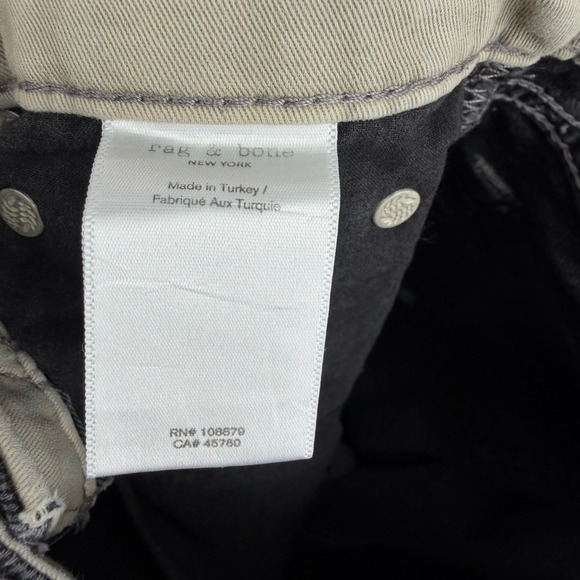 rag & bone
NEW YORK
Made in Turkey /
Fabriqué Aux Turquie
RN# 108679
CA# 45760